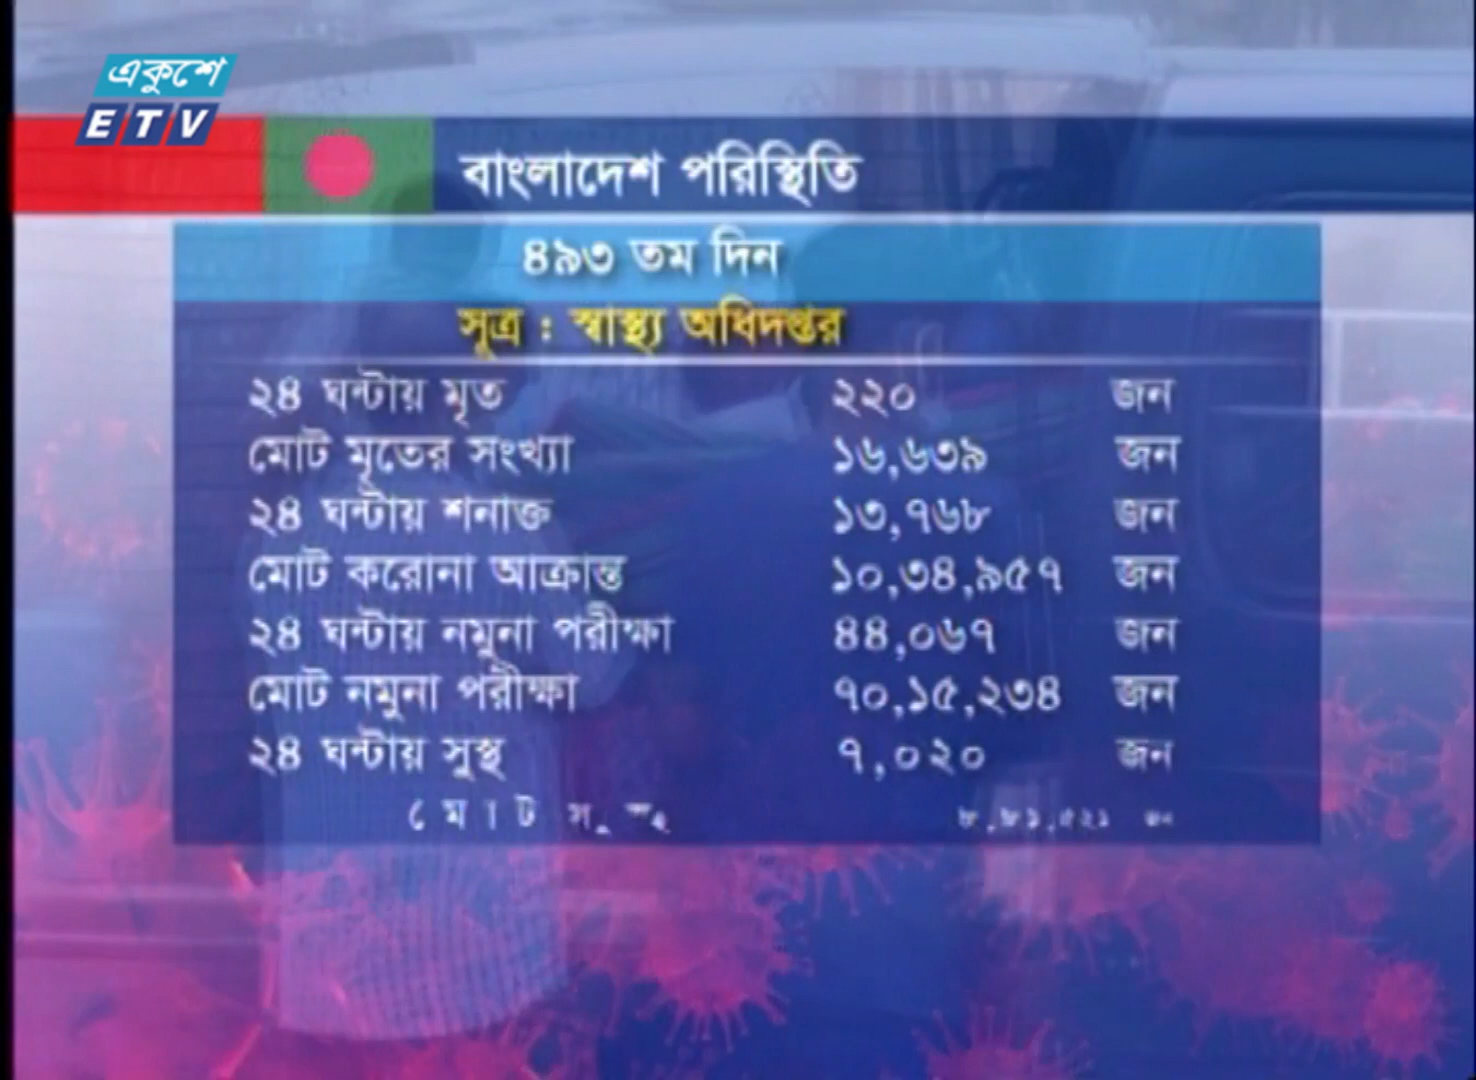 একুশে
ETV
বাংলাদেশ পরিস্থিতি
৪৯৩ তম দিন
সূত্র : স্বাস্থ্য অধিদপ্তর
২৪ ঘন্টায় মৃত ২২০ জন
মোট মৃতের সংখ্যা ১৬,৬৩৯ জন
২৪ ঘন্টায় শনাক্ত ১৩,৭৬৮ জন
মোট করোনা আক্রান্ত ১০,৩৪,৯৫৭ জন
২৪ ঘন্টায় নমুনা পরীক্ষা ৪৪,০৬৭ জন
মোট নমুনা পরীক্ষা ৭০,১৫,২৩৪ জন
২৪ ঘন্টায় সুস্থ ৭,০২০ জন
মোট